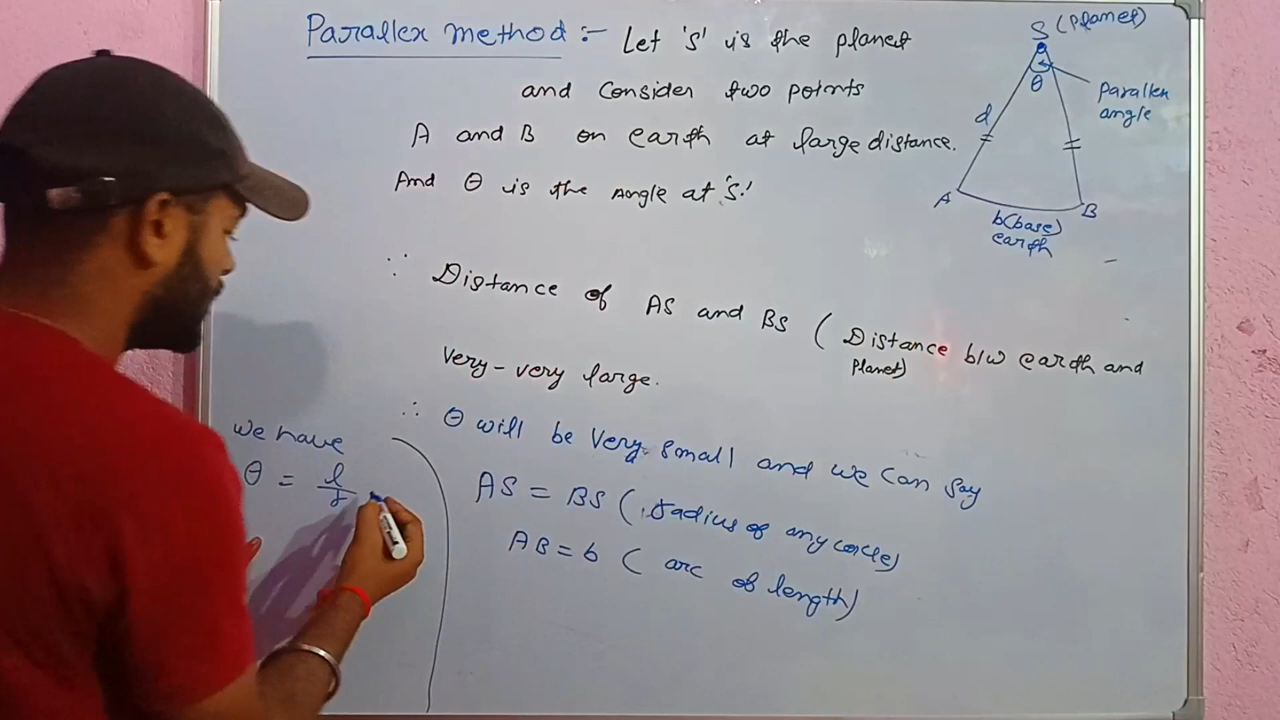 Parallex method :- Let 's' is the planet
and Consider two points
A and B on earth at large distance.
And θ is the Angle at 's'
∵ Distance of AS and BS ( Distance b/w earth and
Planet)
Very-very large.
∴ θ will be Very small and we can say
AS = BS ( radius of any circle)
AB = b ( arc of length)
we have
θ = l/r
S (Planet)
θ
Parallex
angle
d
A
B
b(base)
earth